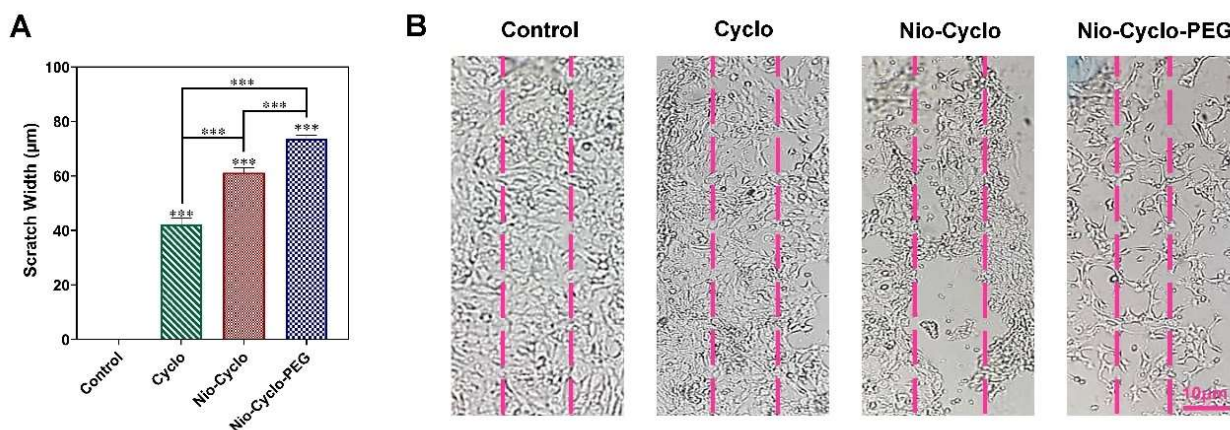 A
Scratch Width (µm)
100
80
60
40
20
0
***
***
***
***
***
***
Control
Cyclo
Nio-Cyclo
Nio-Cyclo-PEG
B
Control
Cyclo
Nio-Cyclo
Nio-Cyclo-PEG
10µm